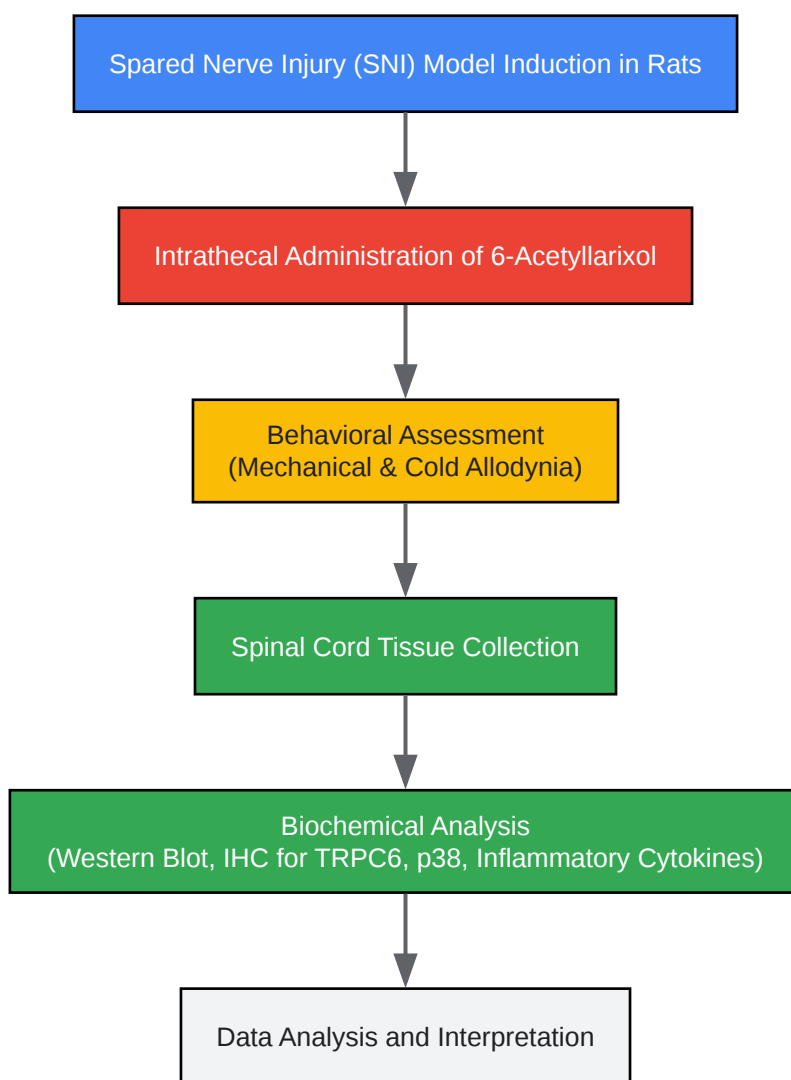 Spared Nerve Injury (SNI) Model Induction in Rats
Intrathecal Administration of 6-Acetyllarixol
Behavioral Assessment
(Mechanical & Cold Allodynia)
Spinal Cord Tissue Collection
Biochemical Analysis
(Western Blot, IHC for TRPC6, p38, Inflammatory Cytokines)
Data Analysis and Interpretation